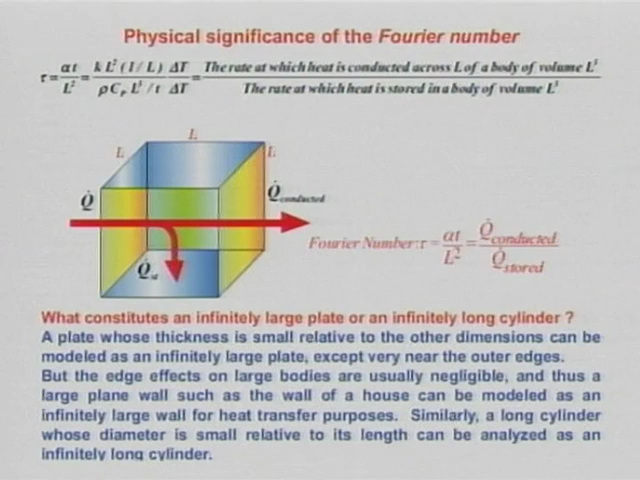 Physical significance of the Fourier number
τ = αt / L² = k L² (1/L) ΔT / ρ Cₚ L³/t ΔT = The rate at which heat is conducted across L of a body of volume L³ / The rate at which heat is stored in a body of volume L³
L
L
L
Q̇
Q̇conducted
Q̇st
Fourier Number: τ = αt / L² = Q̇conducted / Q̇stored
What constitutes an infinitely large plate or an infinitely long cylinder ?
A plate whose thickness is small relative to the other dimensions can be
modeled as an infinitely large plate, except very near the outer edges.
But the edge effects on large bodies are usually negligible, and thus a
large plane wall such as the wall of a house can be modeled as an
infinitely large wall for heat transfer purposes. Similarly, a long cylinder
whose diameter is small relative to its length can be analyzed as an
infinitely long cylinder.